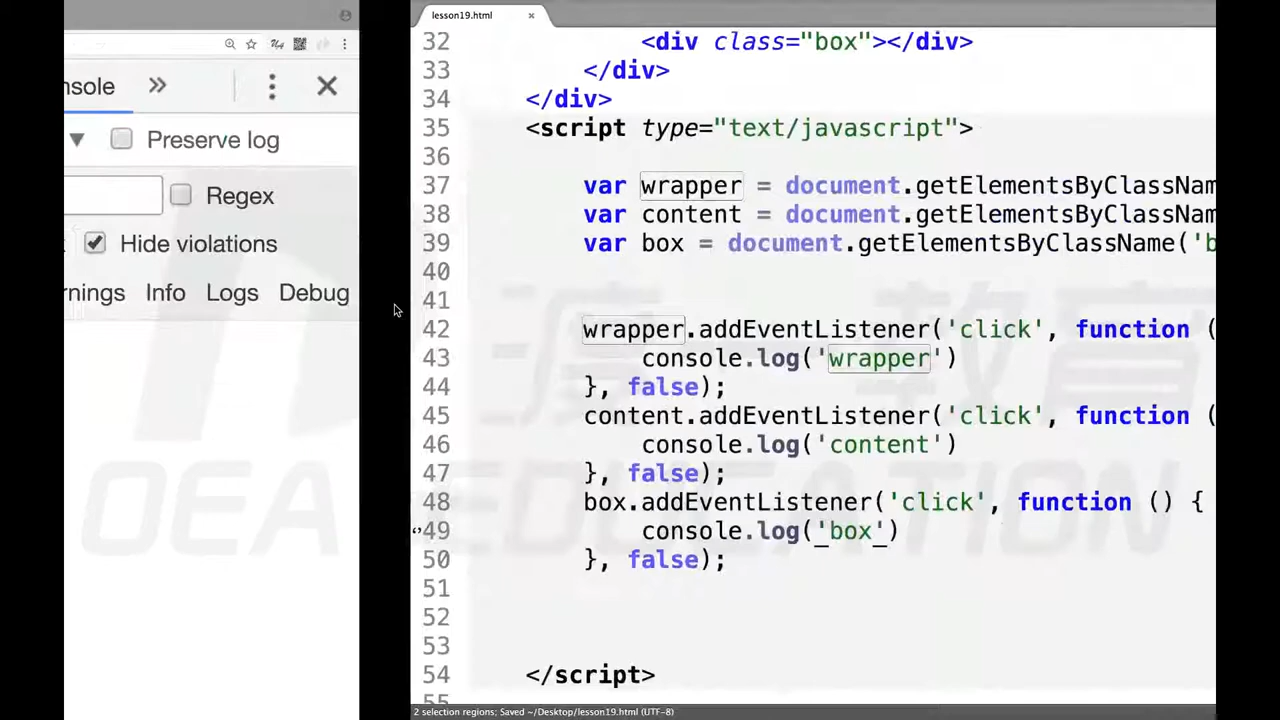 lesson19.html ×
nsole » ⋮ ×
▼ Preserve log
Regex
Hide violations
rnings Info Logs Debug
32 <div class="box"></div>
33 </div>
34 </div>
35 <script type="text/javascript">
36
37 var wrapper = document.getElementsByClassNam
38 var content = document.getElementsByClassNam
39 var box = document.getElementsByClassName('b
40
41
42 wrapper.addEventListener('click', function (
43 console.log('wrapper')
44 }, false);
45 content.addEventListener('click', function (
46 console.log('content')
47 }, false);
48 box.addEventListener('click', function () {
49 console.log('box')
50 }, false);
51
52
53
54 </script>
55
2 selection regions; Saved ~/Desktop/lesson19.html (UTF-8)
教育
EDUCATION